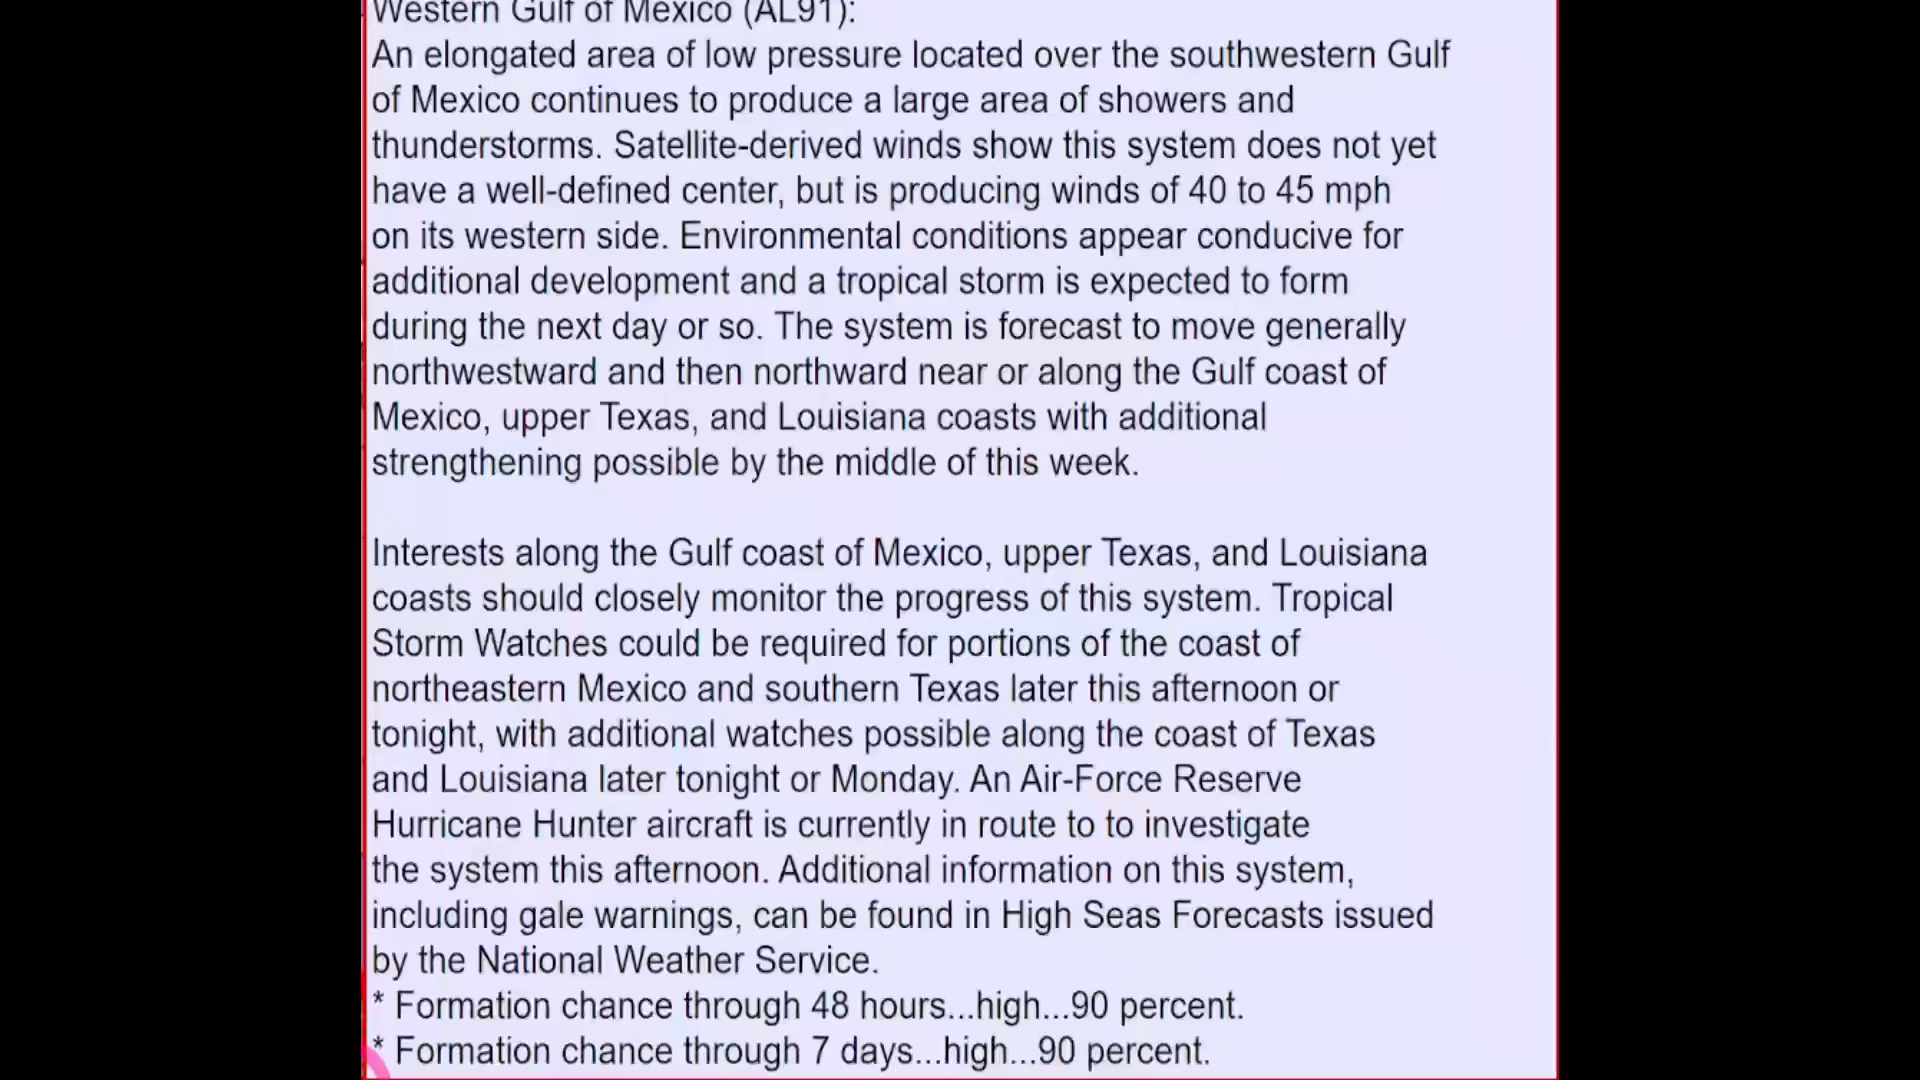 Western Gulf of Mexico (AL91):
An elongated area of low pressure located over the southwestern Gulf
of Mexico continues to produce a large area of showers and
thunderstorms. Satellite-derived winds show this system does not yet
have a well-defined center, but is producing winds of 40 to 45 mph
on its western side. Environmental conditions appear conducive for
additional development and a tropical storm is expected to form
during the next day or so. The system is forecast to move generally
northwestward and then northward near or along the Gulf coast of
Mexico, upper Texas, and Louisiana coasts with additional
strengthening possible by the middle of this week.
Interests along the Gulf coast of Mexico, upper Texas, and Louisiana
coasts should closely monitor the progress of this system. Tropical
Storm Watches could be required for portions of the coast of
northeastern Mexico and southern Texas later this afternoon or
tonight, with additional watches possible along the coast of Texas
and Louisiana later tonight or Monday. An Air-Force Reserve
Hurricane Hunter aircraft is currently in route to to investigate
the system this afternoon. Additional information on this system,
including gale warnings, can be found in High Seas Forecasts issued
by the National Weather Service.
* Formation chance through 48 hours...high...90 percent.
* Formation chance through 7 days...high...90 percent.